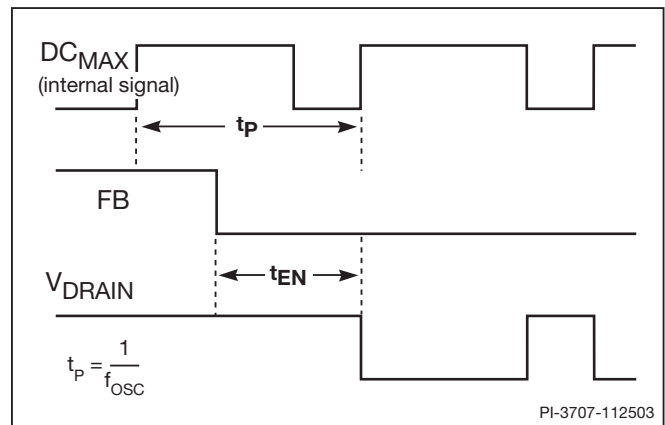 DCMAX
(internal signal)
tP
FB
tEN
VDRAIN
tP = 1/fOSC
PI-3707-112503